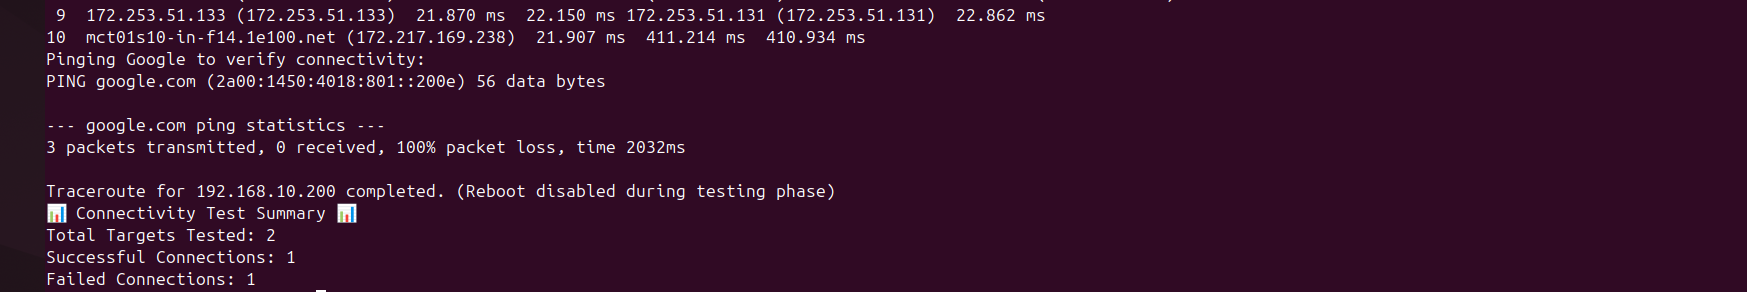 9  172.253.51.133 (172.253.51.133)  21.870 ms  22.150 ms 172.253.51.131 (172.253.51.131)  22.862 ms
10  mct01s10-in-f14.1e100.net (172.217.169.238)  21.907 ms  411.214 ms  410.934 ms
Pinging Google to verify connectivity:
PING google.com (2a00:1450:4018:801::200e) 56 data bytes
--- google.com ping statistics ---
3 packets transmitted, 0 received, 100% packet loss, time 2032ms
Traceroute for 192.168.10.200 completed. (Reboot disabled during testing phase)
📊 Connectivity Test Summary 📊
Total Targets Tested: 2
Successful Connections: 1
Failed Connections: 1